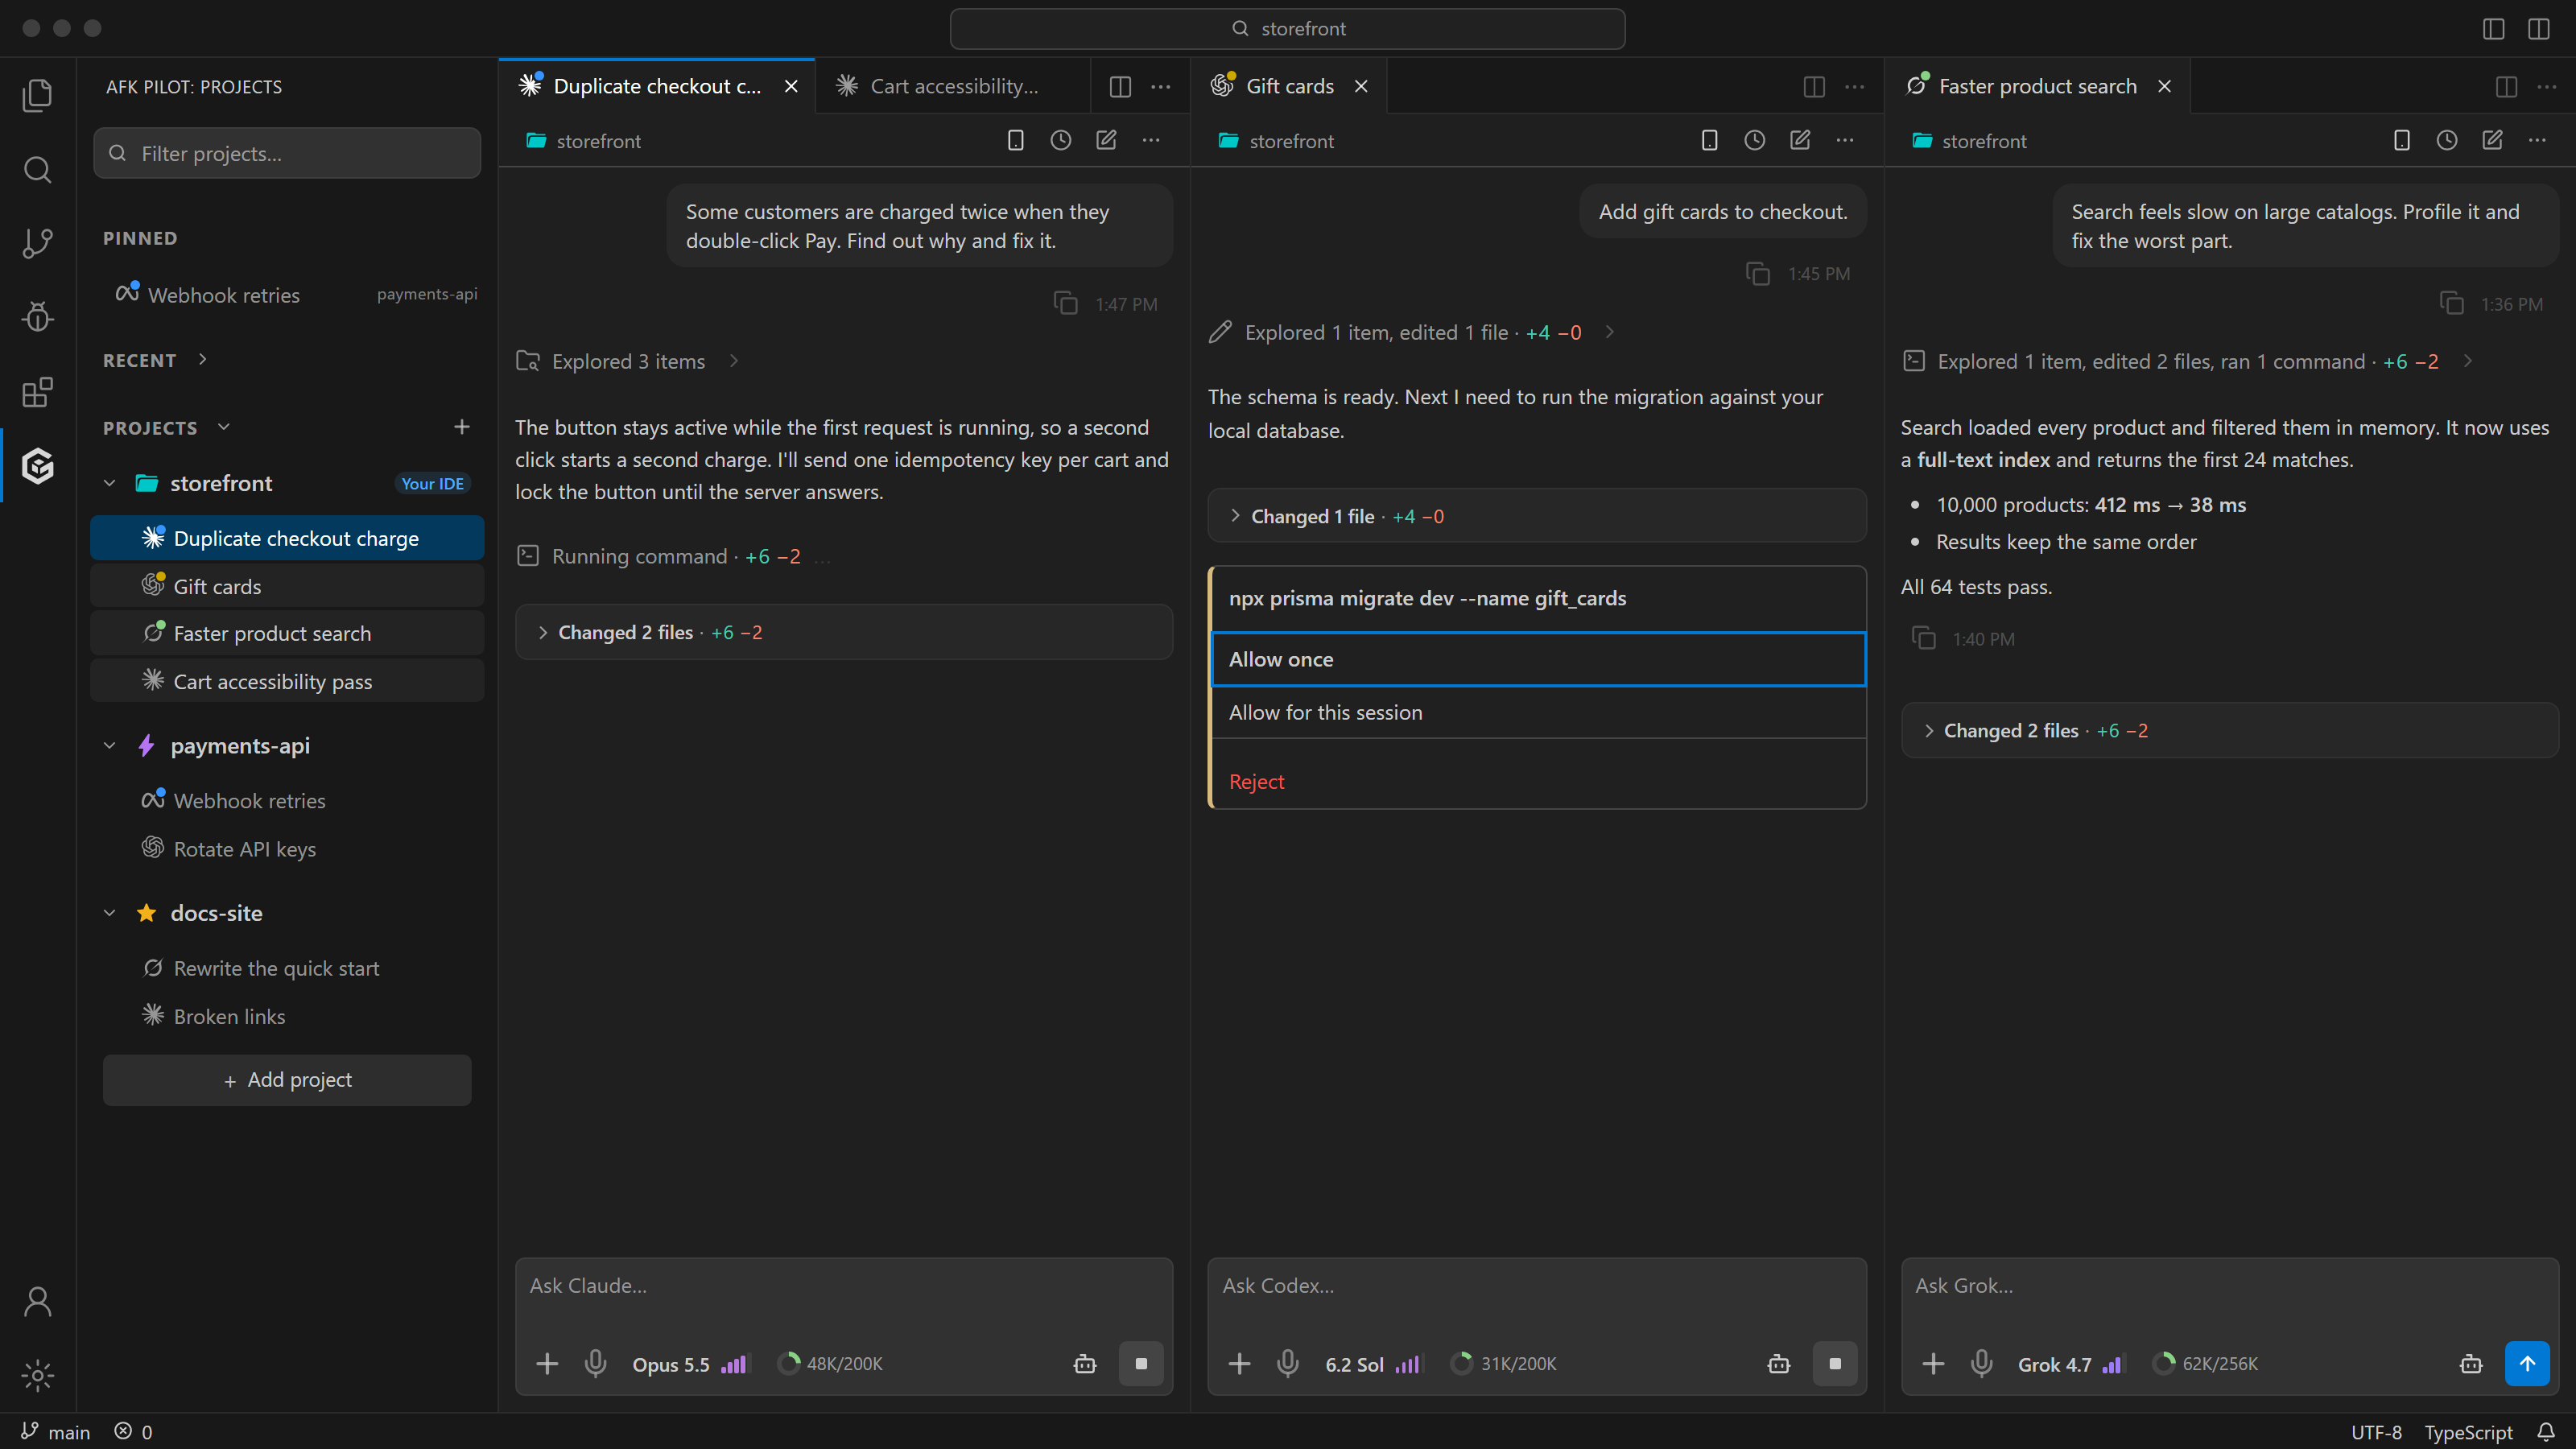 storefront
AFK PILOT: PROJECTS
Filter projects...
PINNED
Webhook retries payments-api
RECENT
PROJECTS
storefront Your IDE
Duplicate checkout charge
Gift cards
Faster product search
Cart accessibility pass
payments-api
Webhook retries
Rotate API keys
docs-site
Rewrite the quick start
Broken links
+ Add project
Duplicate checkout c... Cart accessibility...
storefront
Some customers are charged twice when they
double-click Pay. Find out why and fix it.
1:47 PM
Explored 3 items
The button stays active while the first request is running, so a second
click starts a second charge. I'll send one idempotency key per cart and
lock the button until the server answers.
Running command · +6 −2 ...
Changed 2 files · +6 −2
Ask Claude...
Opus 5.5 48K/200K
Gift cards
storefront
Add gift cards to checkout.
1:45 PM
Explored 1 item, edited 1 file · +4 −0
The schema is ready. Next I need to run the migration against your
local database.
Changed 1 file · +4 −0
npx prisma migrate dev --name gift_cards
Allow once
Allow for this session
Reject
Ask Codex...
6.2 Sol 31K/200K
Faster product search
storefront
Search feels slow on large catalogs. Profile it and
fix the worst part.
1:36 PM
Explored 1 item, edited 2 files, ran 1 command · +6 −2
Search loaded every product and filtered them in memory. It now uses
a full-text index and returns the first 24 matches.
• 10,000 products: 412 ms → 38 ms
• Results keep the same order
All 64 tests pass.
1:40 PM
Changed 2 files · +6 −2
Ask Grok...
Grok 4.7 62K/256K
main 0
UTF-8 TypeScript